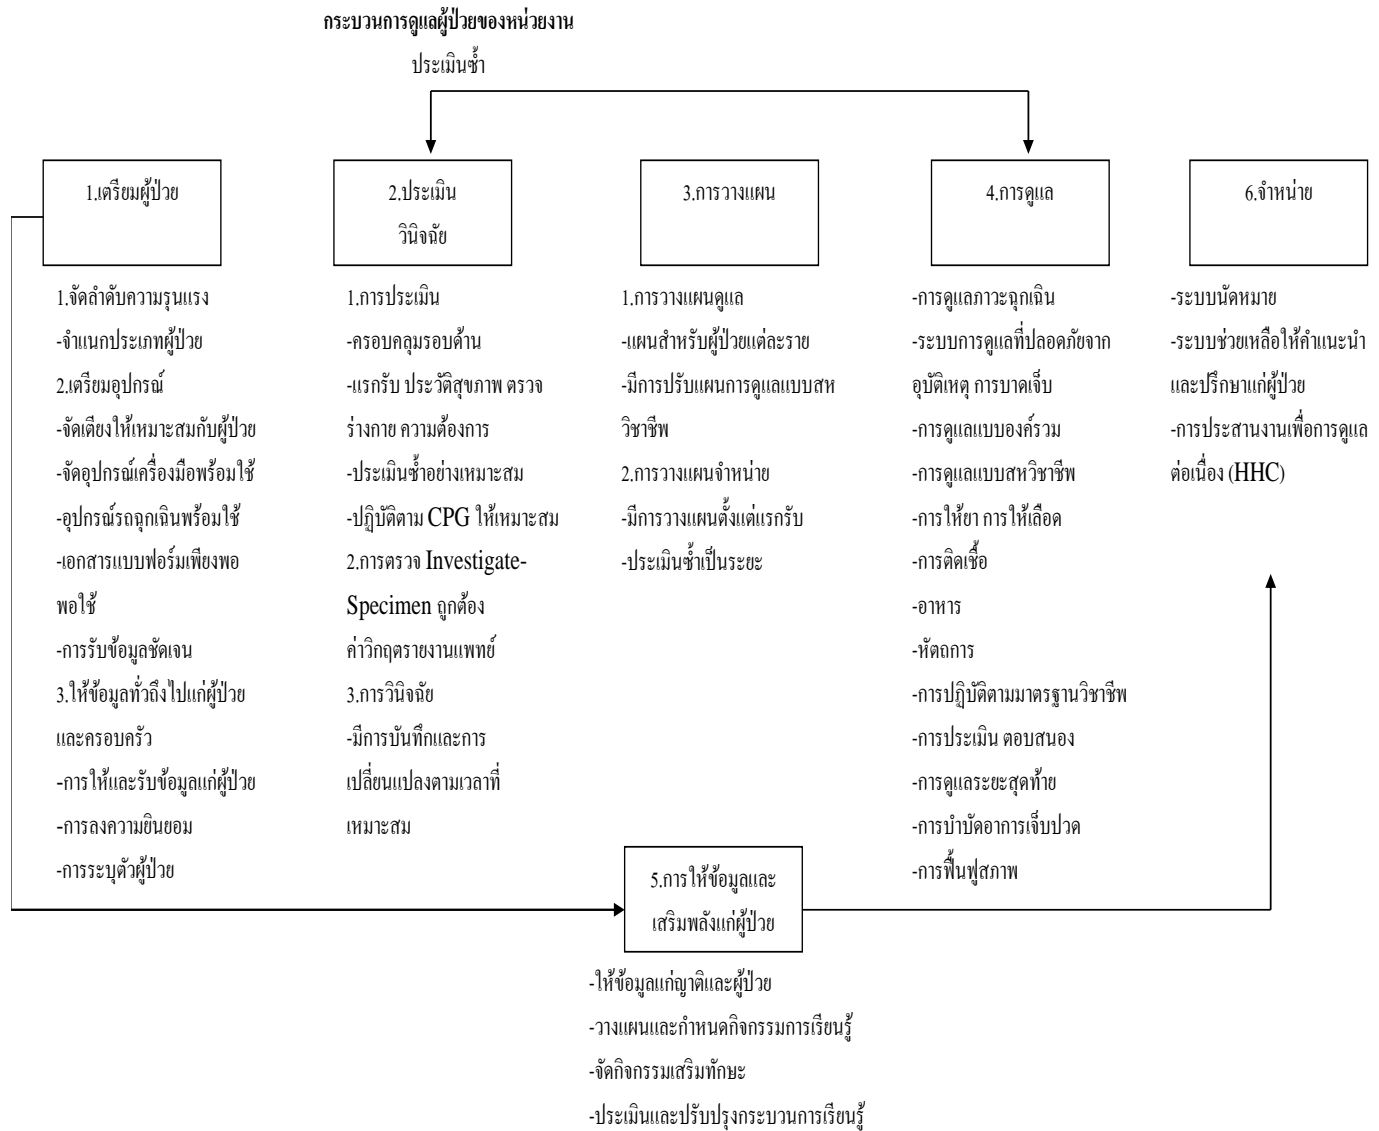 กระบวนการดูแลผู้ป่วยของหน่วยงาน
ประเมินซ้ำ
1.เตรียมผู้ป่วย
1.จัดลำดับความรุนแรง
-จำแนกประเภทผู้ป่วย
2.เตรียมอุปกรณ์
-จัดเตียงให้เหมาะสมกับผู้ป่วย
-จัดอุปกรณ์เครื่องมือพร้อมใช้
-อุปกรณ์รถฉุกเฉินพร้อมใช้
-เอกสารแบบฟอร์มเพียงพอ
พอใช้
-การรับข้อมูลชัดเจน
3.ให้ข้อมูลทั่วถึงไปแก่ผู้ป่วย
และครอบครัว
-การให้และรับข้อมูลแก่ผู้ป่วย
-การลงความยินยอม
-การระบุตัวผู้ป่วย
2.ประเมิน
วินิจฉัย
1.การประเมิน
-ครอบคลุมรอบด้าน
-แรกรับ ประวัติสุขภาพ ตรวจ
ร่างกาย ความต้องการ
-ประเมินซ้ำอย่างเหมาะสม
-ปฏิบัติตาม CPG ให้เหมาะสม
2.การตรวจ Investigate-
Specimen ถูกต้อง
ค่าวิกฤตรายงานแพทย์
3.การวินิจฉัย
-มีการบันทึกและการ
เปลี่ยนแปลงตามเวลาที่
เหมาะสม
3.การวางแผน
1.การวางแผนดูแล
-แผนสำหรับผู้ป่วยแต่ละราย
-มีการปรับแผนการดูแลแบบสห
วิชาชีพ
2.การวางแผนจำหน่าย
-มีการวางแผนตั้งแต่แรกรับ
-ประเมินซ้ำเป็นระยะ
4.การดูแล
-การดูแลภาวะฉุกเฉิน
-ระบบการดูแลที่ปลอดภัยจาก
อุบัติเหตุ การบาดเจ็บ
-การดูแลแบบองค์รวม
-การดูแลแบบสหวิชาชีพ
-การให้ยา การให้เลือด
-การติดเชื้อ
-อาหาร
-หัตถการ
-การปฏิบัติตามมาตรฐานวิชาชีพ
-การประเมิน ตอบสนอง
-การดูแลระยะสุดท้าย
-การบำบัดอาการเจ็บปวด
-การฟื้นฟูสภาพ
6.จำหน่าย
-ระบบนัดหมาย
-ระบบช่วยเหลือให้คำแนะนำ
และปรึกษาแก่ผู้ป่วย
-การประสานงานเพื่อการดูแล
ต่อเนื่อง (HHC)
5.การให้ข้อมูลและ
เสริมพลังแก่ผู้ป่วย
-ให้ข้อมูลแก่ญาติและผู้ป่วย
-วางแผนและกำหนดกิจกรรมการเรียนรู้
-จัดกิจกรรมเสริมทักษะ
-ประเมินและปรับปรุงกระบวนการเรียนรู้